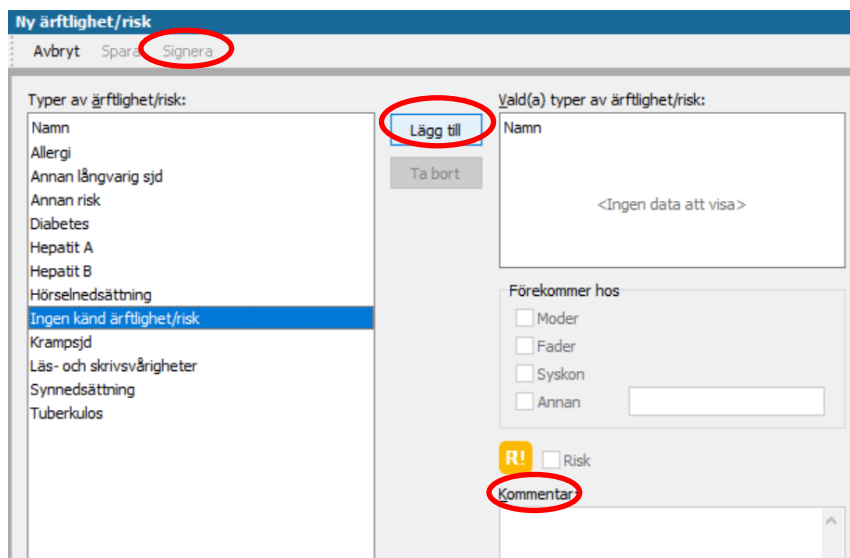 Ny ärftlighet/risk
Avbryt Spara Signera
Typer av ärftlighet/risk:
Namn
Allergi
Annan långvarig sjd
Annan risk
Diabetes
Hepatit A
Hepatit B
Hörselnedsättning
Ingen känd ärftlighet/risk
Krampsjd
Läs- och skrivsvårigheter
Synnedsättning
Tuberkulos
Lägg till
Ta bort
Vald(a) typer av ärftlighet/risk:
Namn
<Ingen data att visa>
Förekommer hos
Moder
Fader
Syskon
Annan
R! Risk
Kommentar: